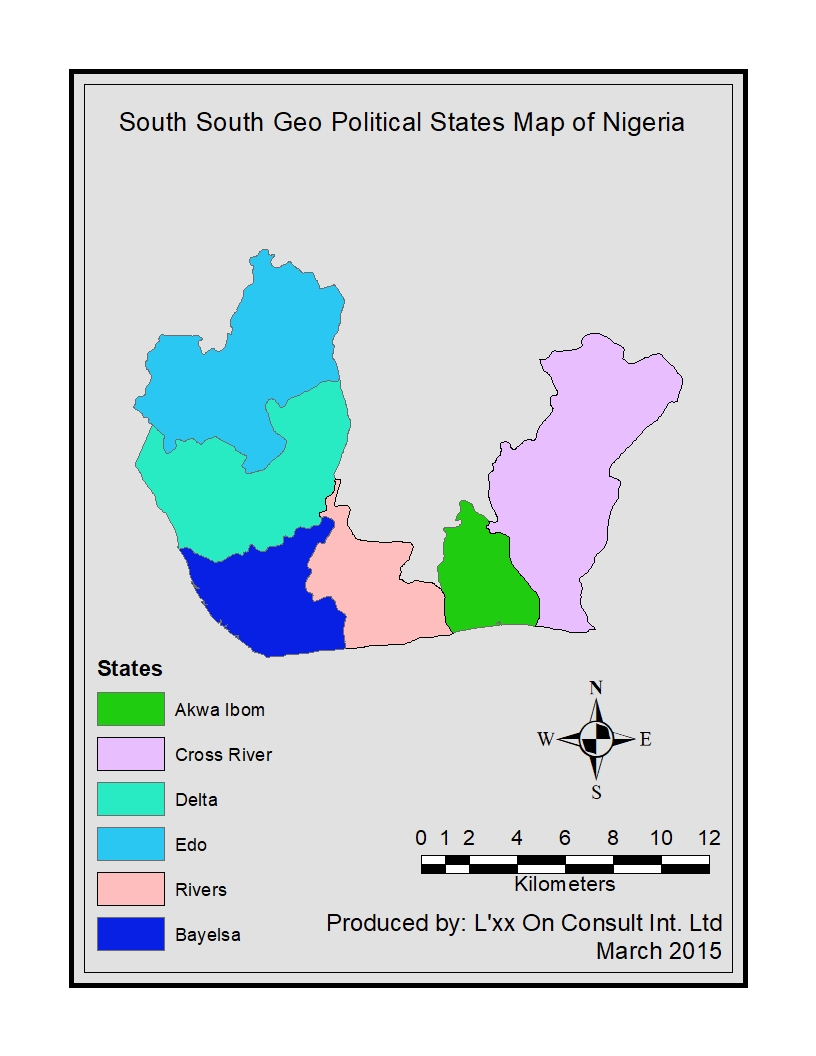 South South Geo Political States Map of Nigeria
States
Akwa Ibom
Cross River
Delta
Edo
Rivers
Bayelsa
N
W E
S
0 1 2 4 6 8 10 12
Kilometers
Produced by: L'xx On Consult Int. Ltd
March 2015